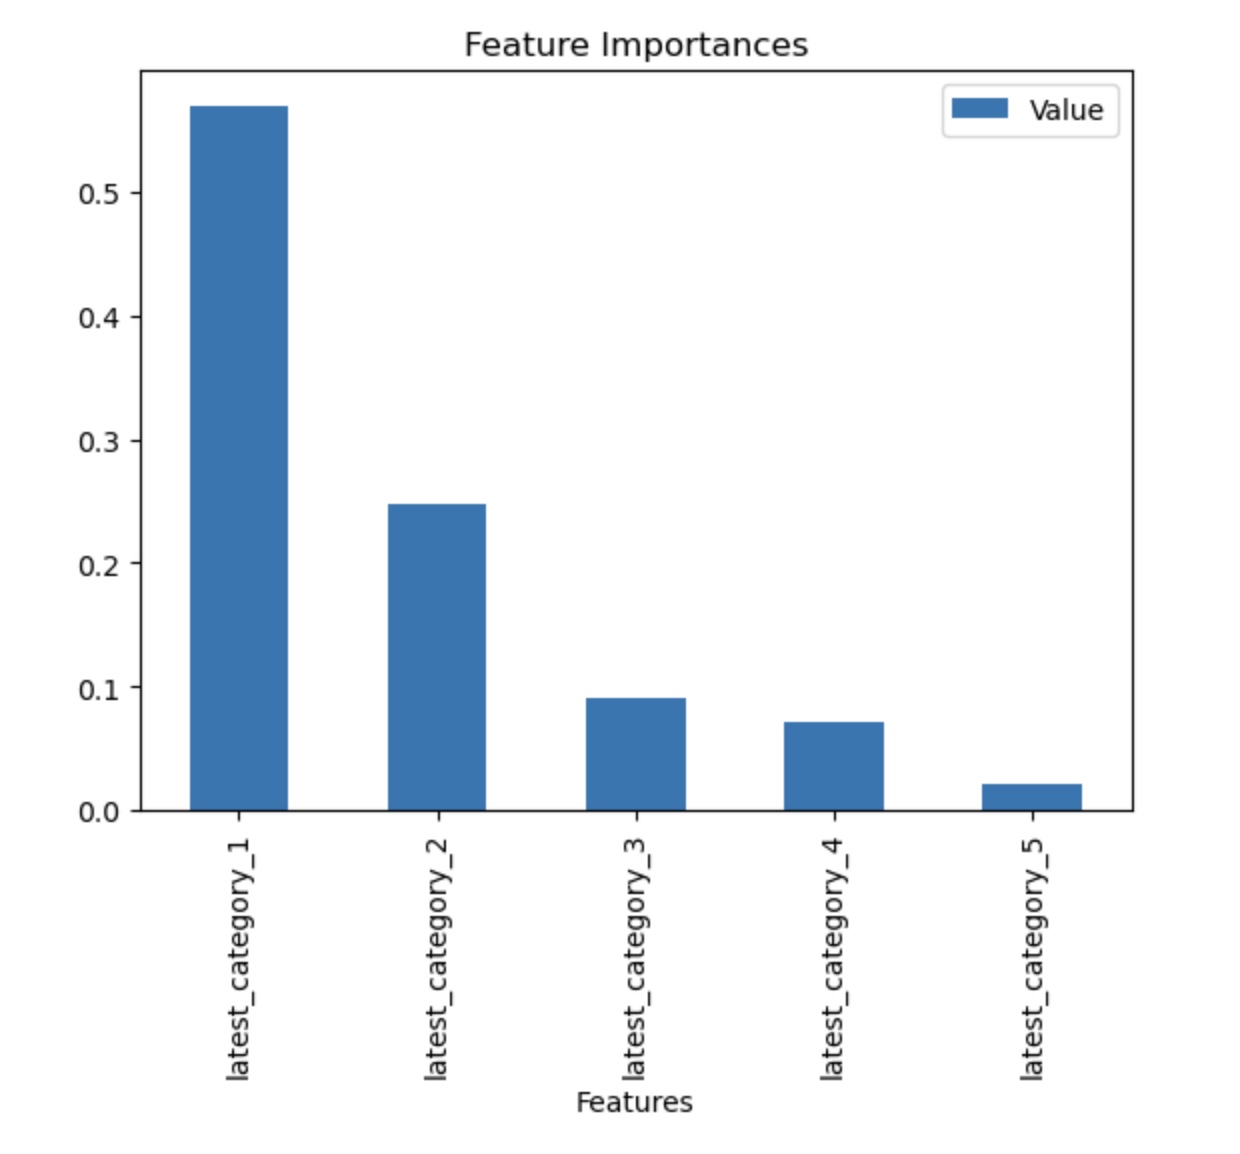 Feature Importances
Value
0.5
0.4
0.3
0.2
0.1
0.0
latest_category_1
latest_category_2
latest_category_3
latest_category_4
latest_category_5
Features